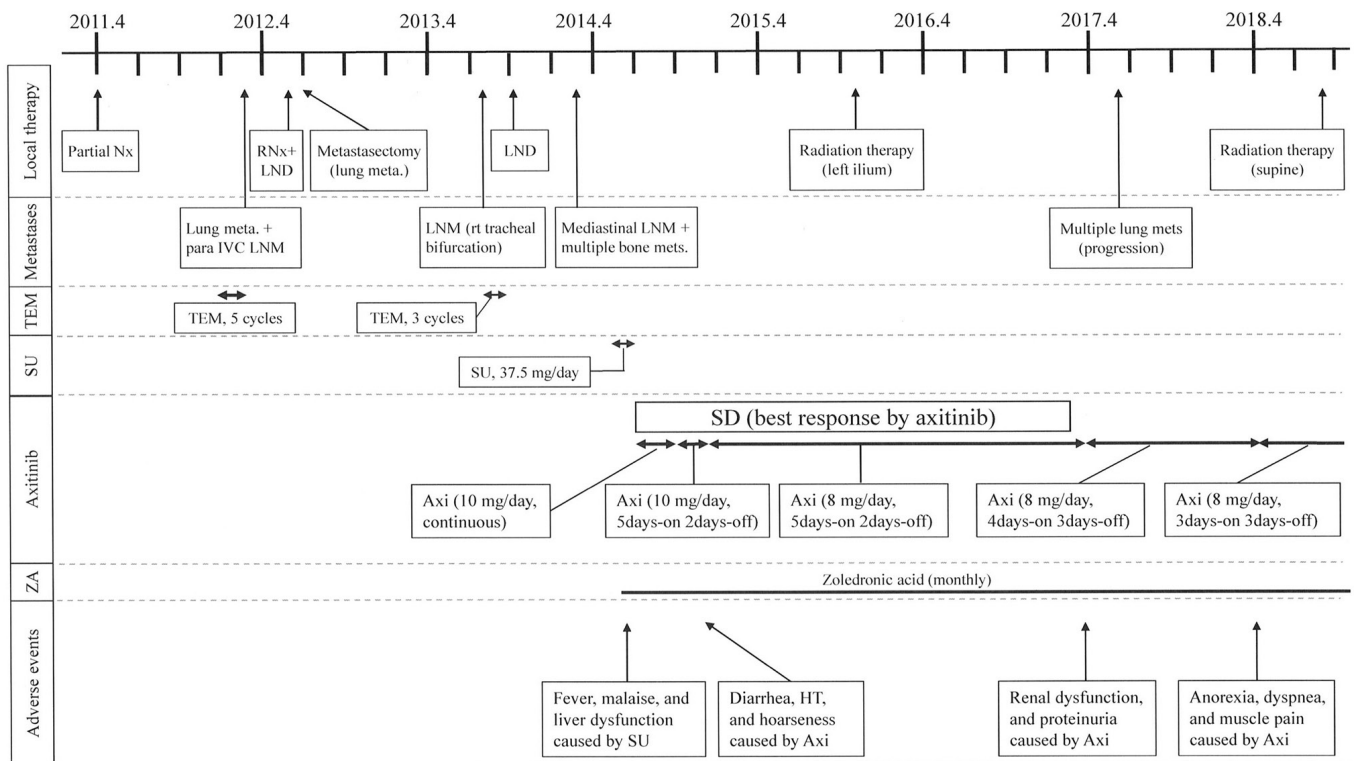 2011.4 2012.4 2013.4 2014.4 2015.4 2016.4 2017.4 2018.4
Local therapy
Partial Nx
RNx+
LND
Metastasectomy
(lung meta.)
LND
Radiation therapy
(left ilium)
Radiation therapy
(supine)
Metastases
Lung meta. +
para IVC LNM
LNM (rt tracheal
bifurcation)
Mediastinal LNM +
multiple bone mets.
Multiple lung mets
(progression)
TEM
TEM, 5 cycles
TEM, 3 cycles
SU
SU, 37.5 mg/day
Axitinib
SD (best response by axitinib)
Axi (10 mg/day,
continuous)
Axi (10 mg/day,
5days-on 2days-off)
Axi (8 mg/day,
5days-on 2days-off)
Axi (8 mg/day,
4days-on 3days-off)
Axi (8 mg/day,
3days-on 3days-off)
ZA
Zoledronic acid (monthly)
Adverse events
Fever, malaise, and
liver dysfunction
caused by SU
Diarrhea, HT,
and hoarseness
caused by Axi
Renal dysfunction,
and proteinuria
caused by Axi
Anorexia, dyspnea,
and muscle pain
caused by Axi